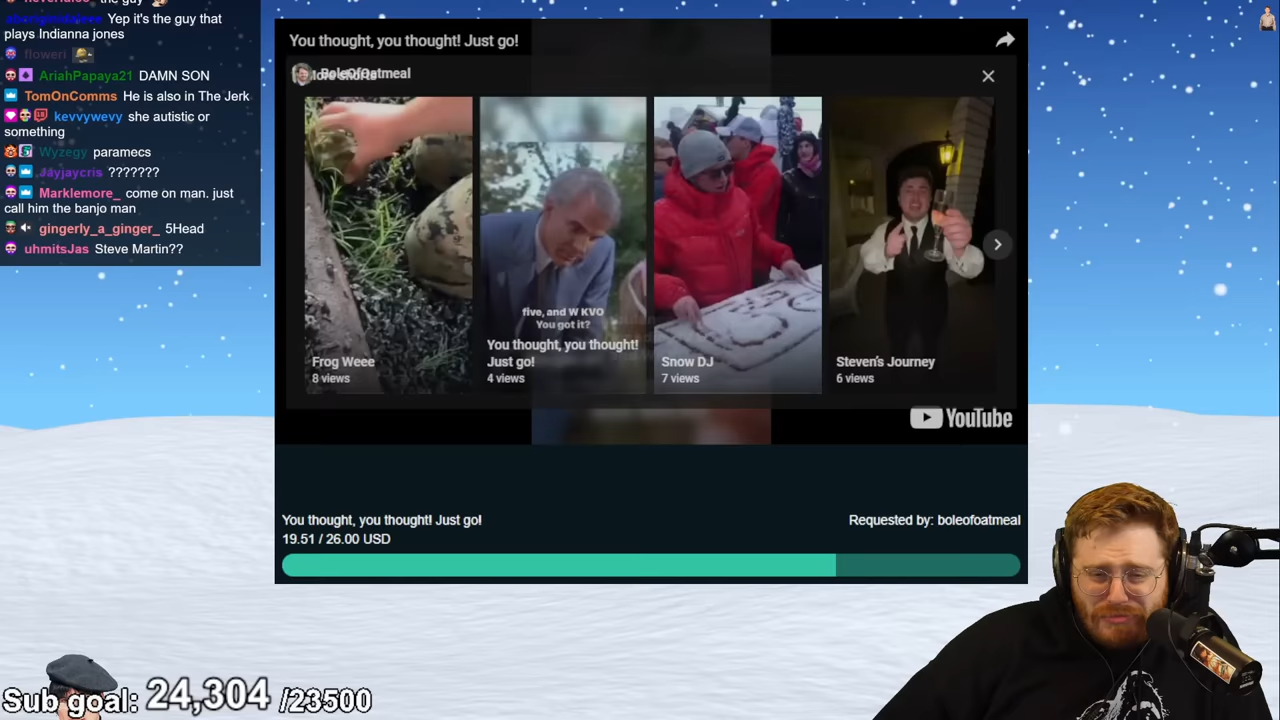 the guy
Yep it's the guy that
plays Indianna jones
floweri
AriahPapaya21 DAMN SON
TomOnComms He is also in The Jerk
kevvywevy she autistic or
something
Wyzegy paramecs
Jayjaycris ???????
Marklemore_ come on man. just
call him the banjo man
gingerly_a_ginger_ 5Head
uhmitsJas Steve Martin??
You thought, you thought! Just go!
BoleOfOatmeal
five, and W KVO
You got it?
Frog Weee
8 views
You thought, you thought!
Just go!
4 views
Snow DJ
7 views
Steven's Journey
6 views
YouTube
You thought, you thought! Just go!
Requested by: boleofoatmeal
19.51 / 26.00 USD
Sub goal: 24,304 /23500